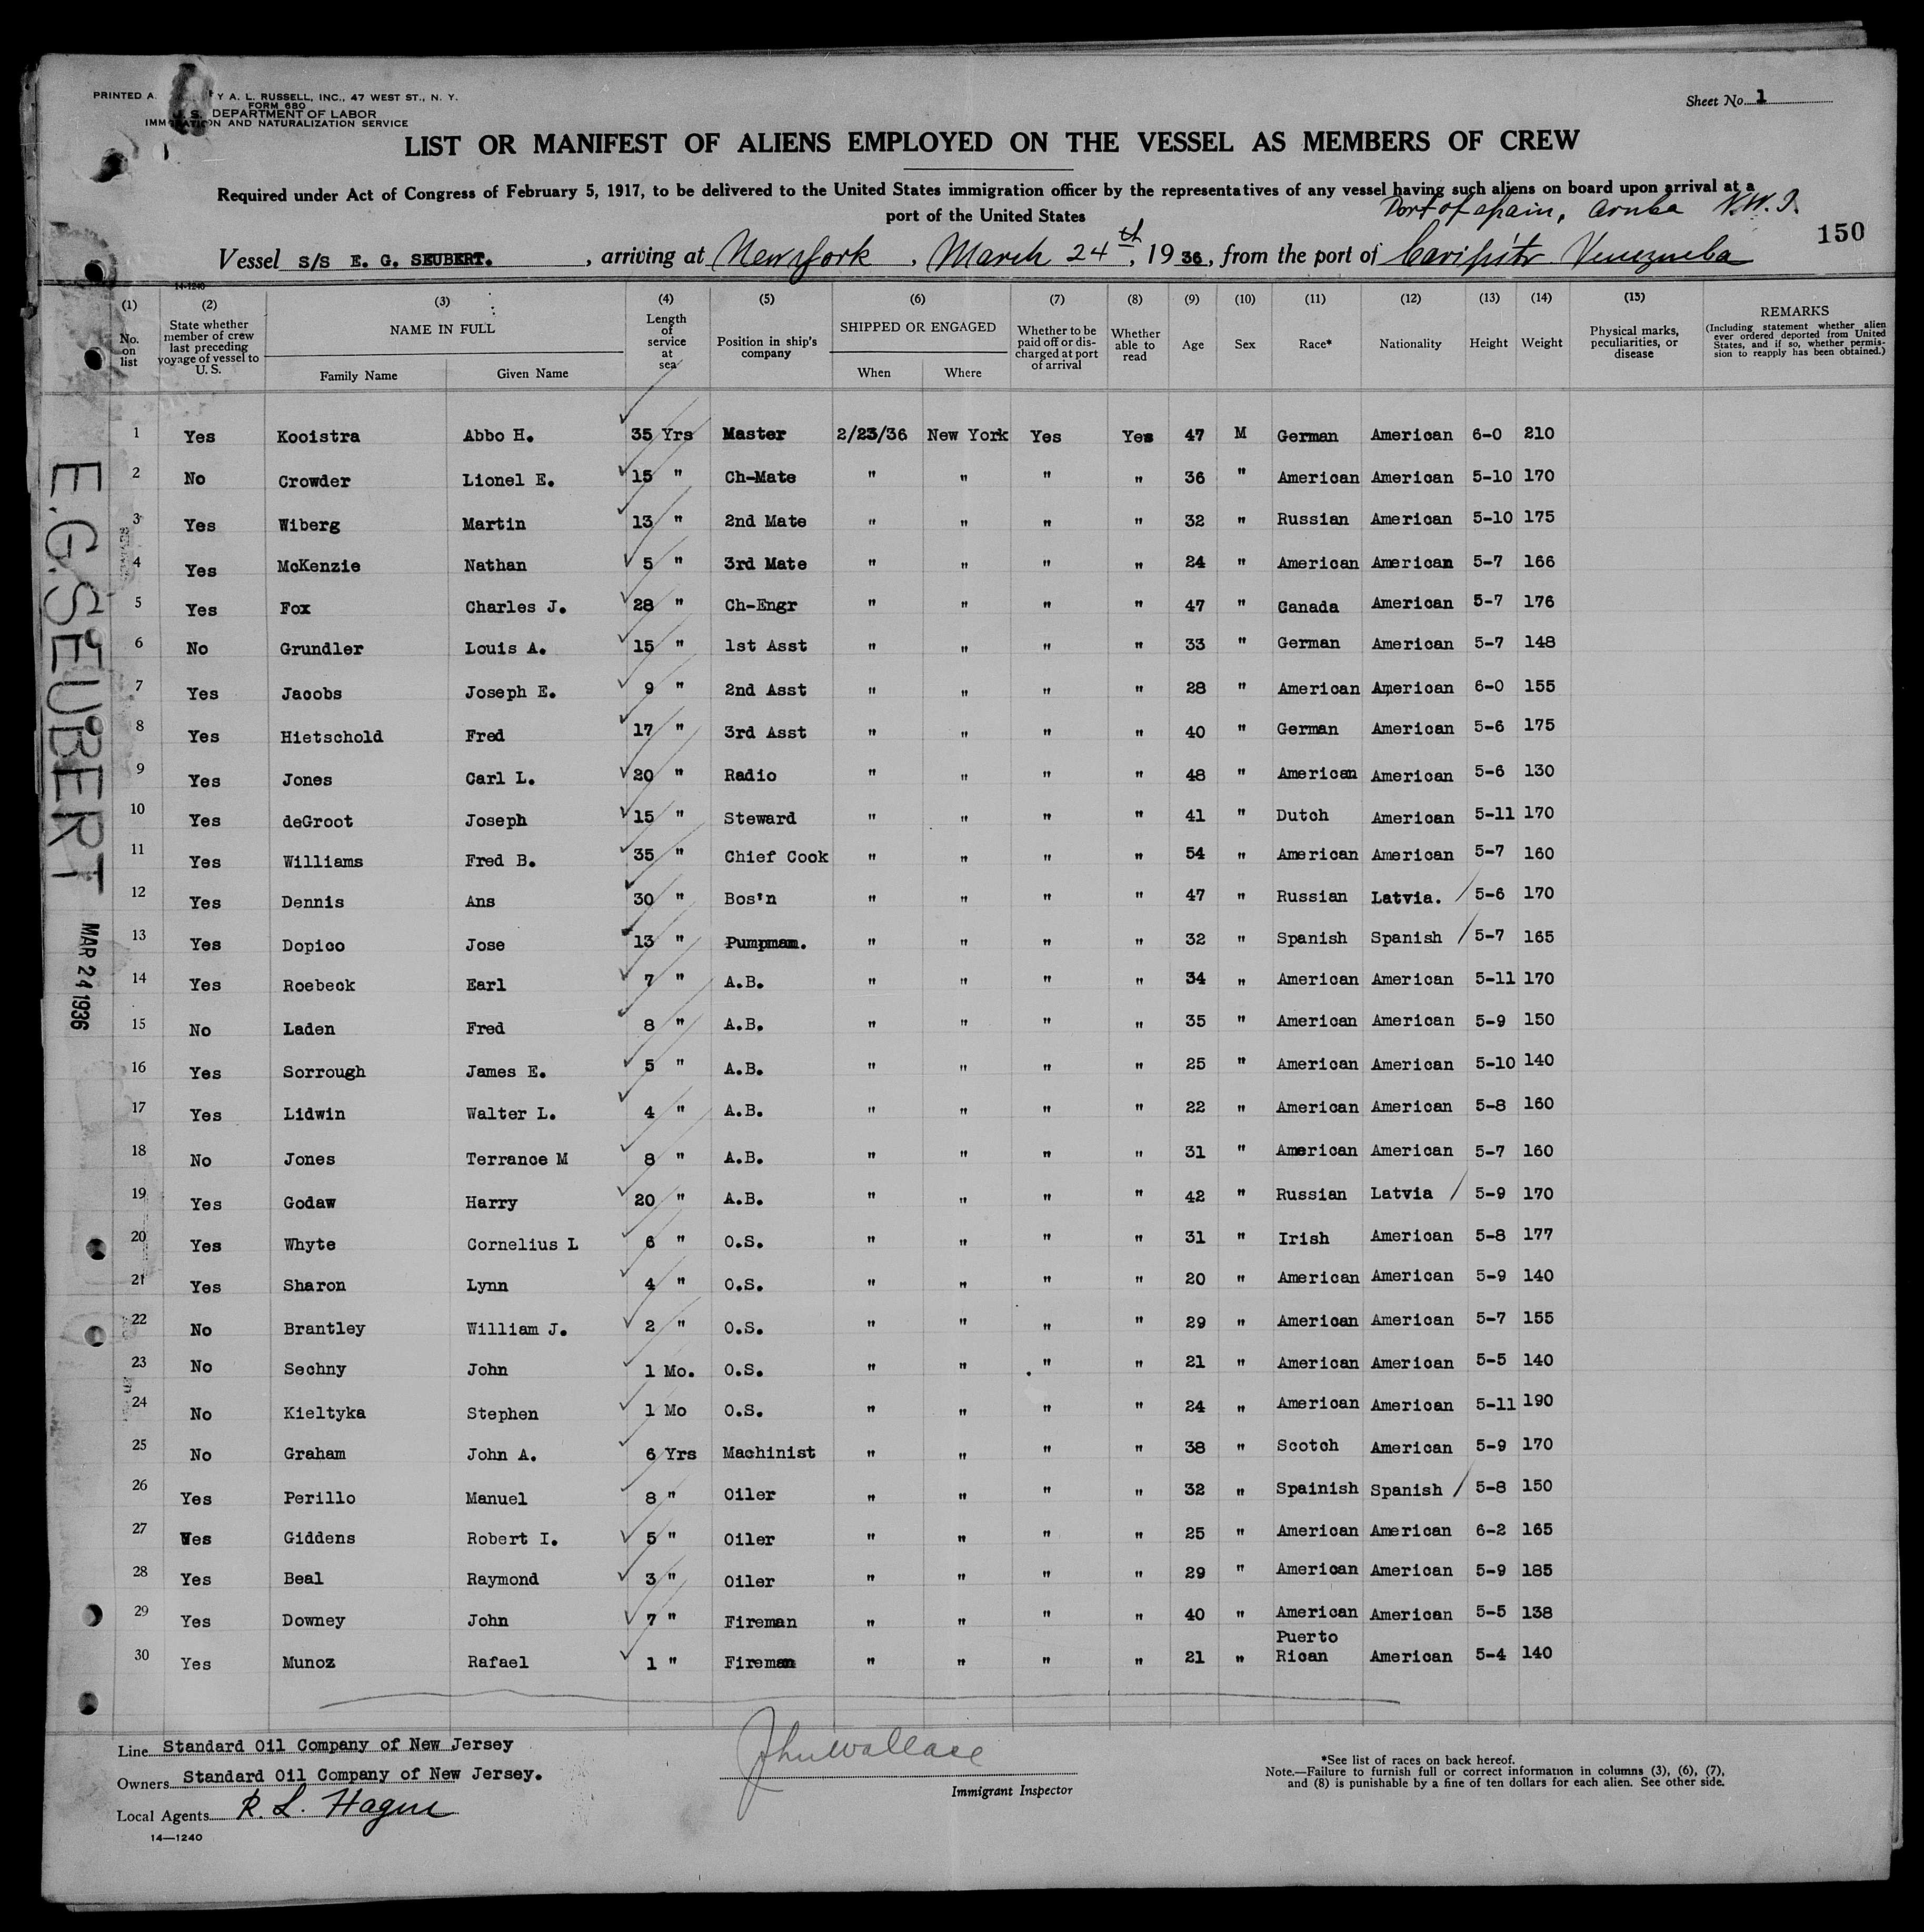 PRINTED A. Y A. L. RUSSELL, INC., 47 WEST ST., N. Y.
FORM 680
U. S. DEPARTMENT OF LABOR
IMMIGRATION AND NATURALIZATION SERVICE
Sheet No. 1
LIST OR MANIFEST OF ALIENS EMPLOYED ON THE VESSEL AS MEMBERS OF CREW
Required under Act of Congress of February 5, 1917, to be delivered to the United States immigration officer by the representatives of any vessel having such aliens on board upon arrival at a
port of the United States
Port of Spain, Aruba N.W.I.
150
Vessel S/S E. G. SEUBERT. , arriving at New York , March 24th , 19 36 , from the port of Caripito Venezuela
14-1240
(1) (2) (3) (4) (5) (6) (7) (8) (9) (10) (11) (12) (13) (14) (15) REMARKS
No. on list State whether member of crew last preceding voyage of vessel to U. S. NAME IN FULL Family Name Given Name Length of service at sea Position in ship's company SHIPPED OR ENGAGED When Where Whether to be paid off or discharged at port of arrival Whether able to read Age Sex Race* Nationality Height Weight Physical marks, peculiarities, or disease (Including statement whether alien ever ordered deported from United States, and if so, whether permission to reapply has been obtained.)
1 Yes Kooistra Abbo H. 35 Yrs Master 2/23/36 New York Yes Yes 47 M German American 6-0 210
2 No Crowder Lionel E. 15 " Ch-Mate " " " " 36 " American American 5-10 170
3 Yes Wiberg Martin 13 " 2nd Mate " " " " 32 " Russian American 5-10 175
4 Yes McKenzie Nathan 5 " 3rd Mate " " " " 24 " American American 5-7 166
5 Yes Fox Charles J. 28 " Ch-Engr " " " " 47 " Canada American 5-7 176
6 No Grundler Louis A. 15 " 1st Asst " " " " 33 " German American 5-7 148
7 Yes Jacobs Joseph E. 9 " 2nd Asst " " " " 28 " American American 6-0 155
8 Yes Hietschold Fred 17 " 3rd Asst " " " " 40 " German American 5-6 175
9 Yes Jones Carl L. 20 " Radio " " " " 48 " American American 5-6 130
10 Yes deGroot Joseph 15 " Steward " " " " 41 " Dutch American 5-11 170
11 Yes Williams Fred B. 35 " Chief Cook " " " " 54 " American American 5-7 160
12 Yes Dennis Ans 30 " Bos'n " " " " 47 " Russian Latvia. / 5-6 170
13 Yes Dopico Jose 13 " Pumpman. " " " " 32 " Spanish Spanish / 5-7 165
14 Yes Roebeck Earl 7 " A.B. " " " " 34 " American American 5-11 170
15 No Laden Fred 8 " A.B. " " " " 35 " American American 5-9 150
16 Yes Sorrough James E. 5 " A.B. " " " " 25 " American American 5-10 140
17 Yes Lidwin Walter L. 4 " A.B. " " " " 22 " American American 5-8 160
18 No Jones Terrance M 8 " A.B. " " " " 31 " American American 5-7 160
19 Yes Godaw Harry 20 " A.B. " " " " 42 " Russian Latvia / 5-9 170
20 Yes Whyte Cornelius L 6 " O.S. " " " " 31 " Irish American 5-8 177
21 Yes Sharon Lynn 4 " O.S. " " " " 20 " American American 5-9 140
22 No Brantley William J. 2 " O.S. " " " " 29 " American American 5-7 155
23 No Sechny John 1 Mo. O.S. " " " " 21 " American American 5-5 140
24 No Kieltyka Stephen 1 Mo O.S. " " " " 24 " American American 5-11 190
25 No Graham John A. 6 Yrs Machinist " " " " 38 " Scotch American 5-9 170
26 Yes Perillo Manuel 8 " Oiler " " " " 32 " Spainish Spanish / 5-8 150
27 Yes Giddens Robert I. 5 " Oiler " " " " 25 " American American 6-2 165
28 Yes Beal Raymond 3 " Oiler " " " " 29 " American American 5-9 185
29 Yes Downey John 7 " Fireman " " " " 40 " American American 5-5 138
30 Yes Munoz Rafael 1 " Fireman " " " " 21 " Puerto Rican American 5-4 140
E.G. SEUBERT
MAR 24 1936
Line Standard Oil Company of New Jersey
Owners Standard Oil Company of New Jersey.
Local Agents R. L. Hague
14—1240
John Wallace
Immigrant Inspector
*See list of races on back hereof.
Note.—Failure to furnish full or correct information in columns (3), (6), (7),
and (8) is punishable by a fine of ten dollars for each alien. See other side.